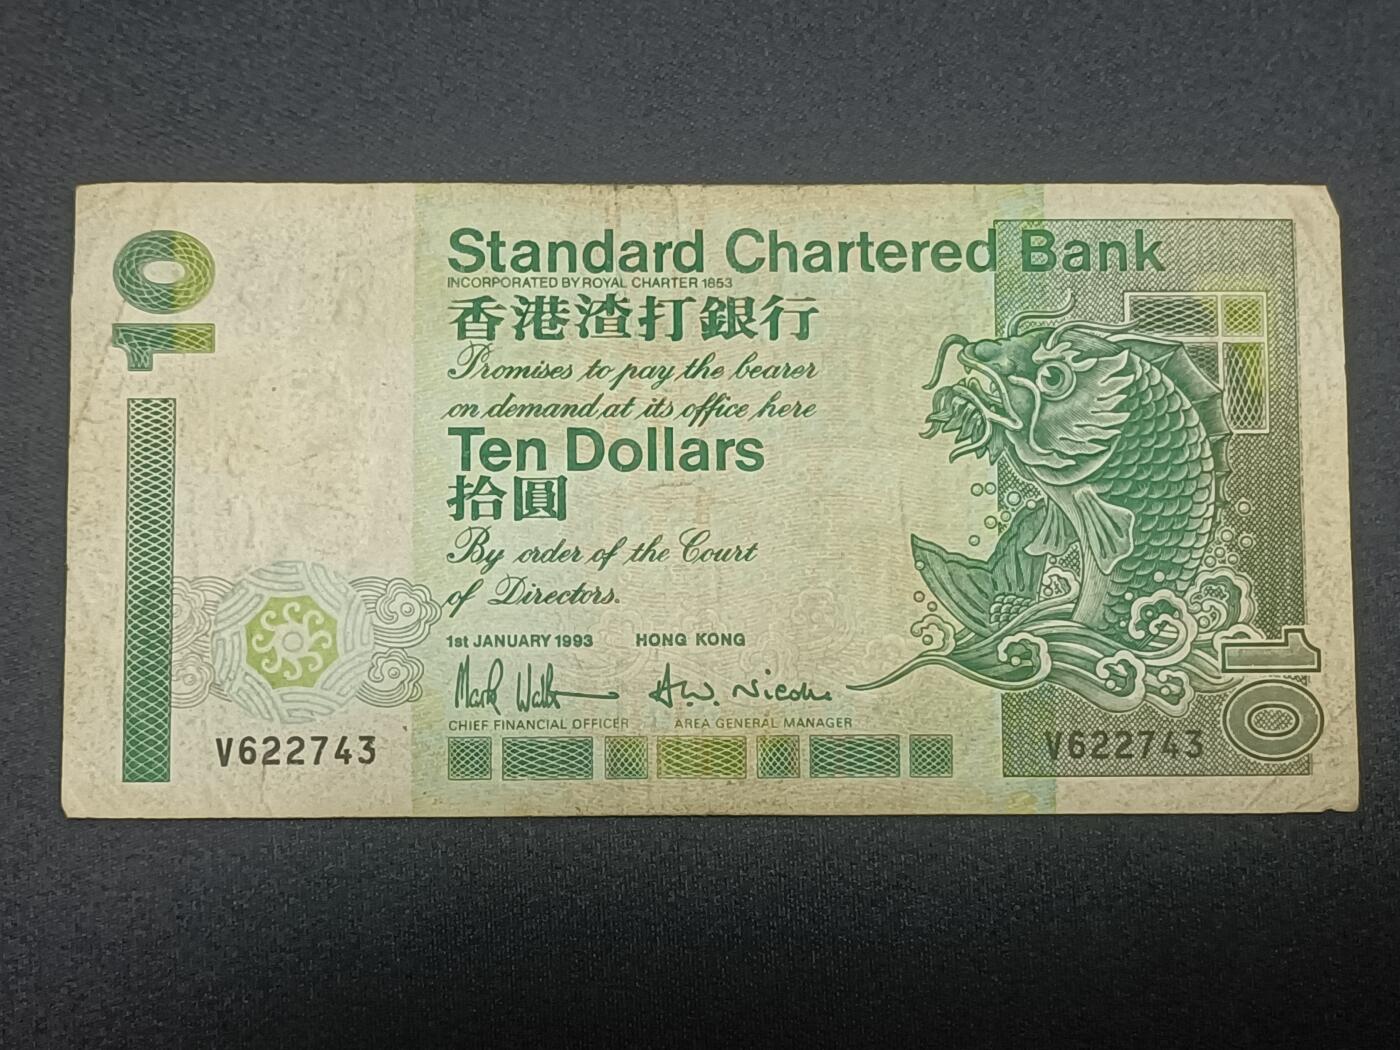 10
Standard Chartered Bank
INCORPORATED BY ROYAL CHARTER 1853
香港渣打銀行
Promises to pay the bearer
on demand at its office here
Ten Dollars
拾圓
By order of the Court
of Directors.
1st JANUARY 1993 HONG KONG
CHIEF FINANCIAL OFFICER AREA GENERAL MANAGER
V622743 V622743
10